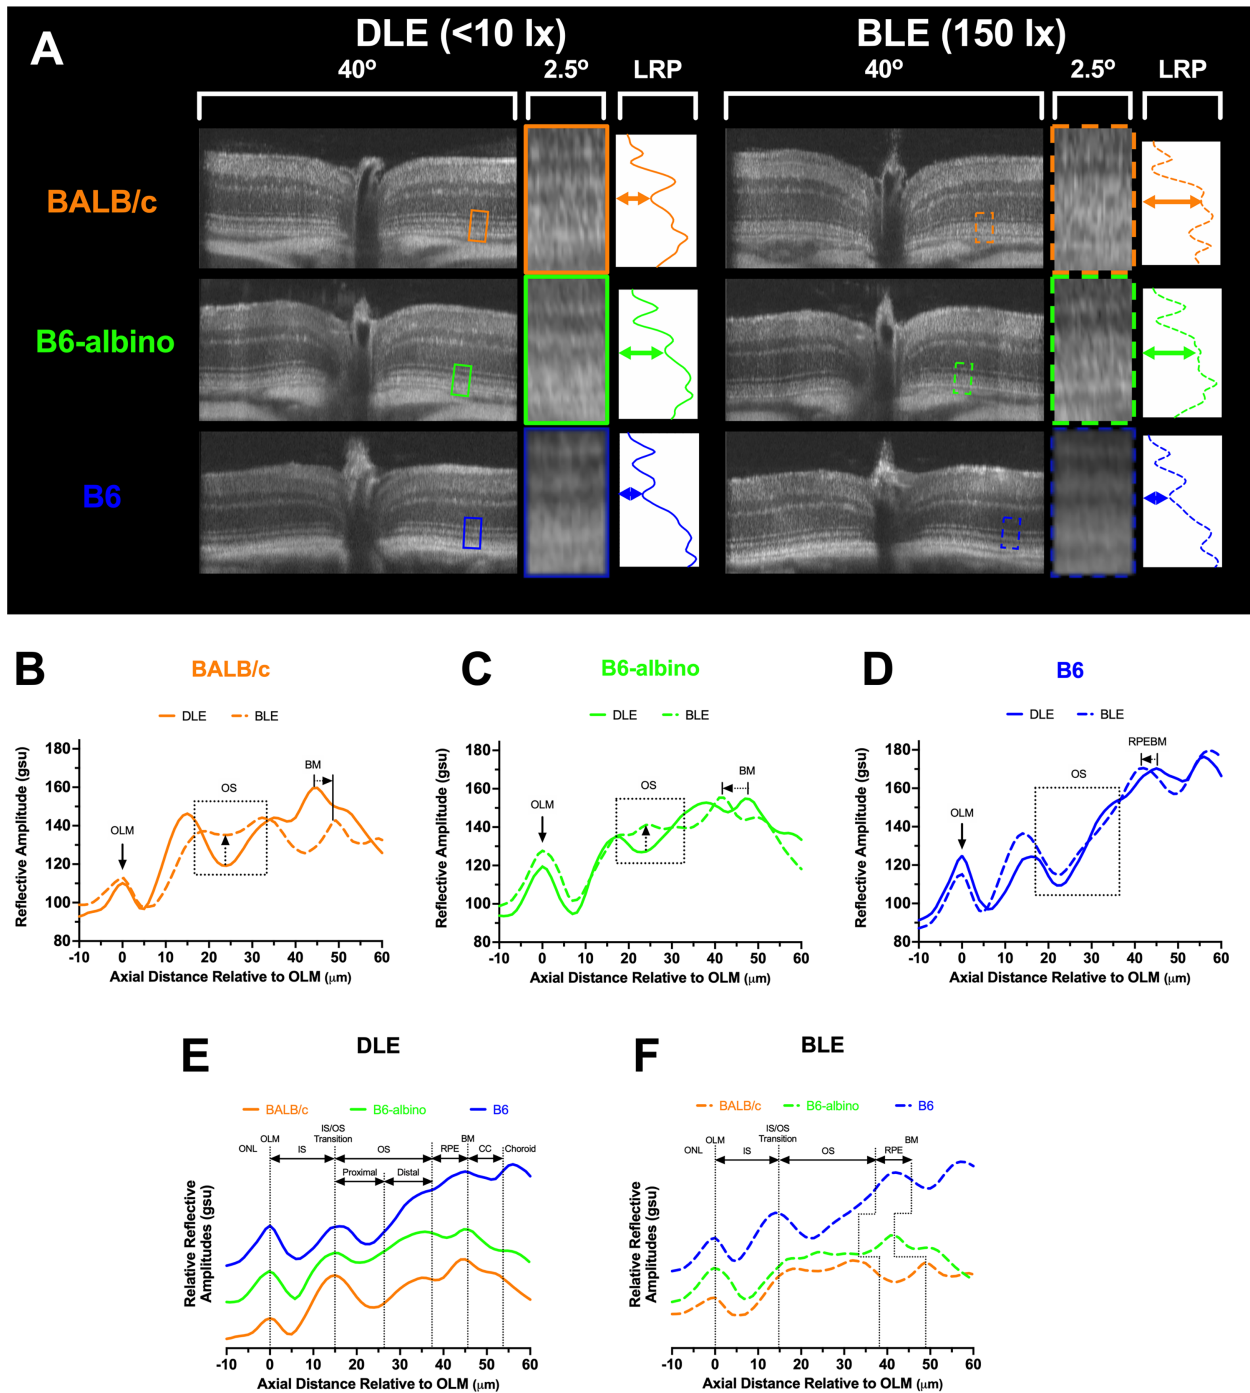 A
DLE (<10 lx)
BLE (150 lx)
40º
2.5º
LRP
40º
2.5º
LRP
BALB/c
B6-albino
B6
B
BALB/c
DLE
BLE
Reflective Amplitude (gsu)
180
160
140
120
100
80
OLM
OS
BM
-10
0
10
20
30
40
50
60
Axial Distance Relative to OLM (μm)
C
B6-albino
DLE
BLE
Reflective Amplitude (gsu)
180
160
140
120
100
80
OLM
OS
BM
-10
0
10
20
30
40
50
60
Axial Distance Relative to OLM (μm)
D
B6
DLE
BLE
Reflective Amplitude (gsu)
180
160
140
120
100
80
OLM
OS
RPEBM
-10
0
10
20
30
40
50
60
Axial Distance Relative to OLM (μm)
E
DLE
BALB/c
B6-albino
B6
ONL
OLM
IS
IS/OS
Transition
OS
RPE
BM
CC
Choroid
Proximal
Distal
Relative Reflective
Amplitudes (gsu)
-10
0
10
20
30
40
50
60
Axial Distance Relative to OLM (μm)
F
BLE
BALB/c
B6-albino
B6
ONL
OLM
IS
IS/OS
Transition
OS
RPE
BM
Relative Reflective
Amplitudes (gsu)
-10
0
10
20
30
40
50
60
Axial Distance Relative to OLM (μm)